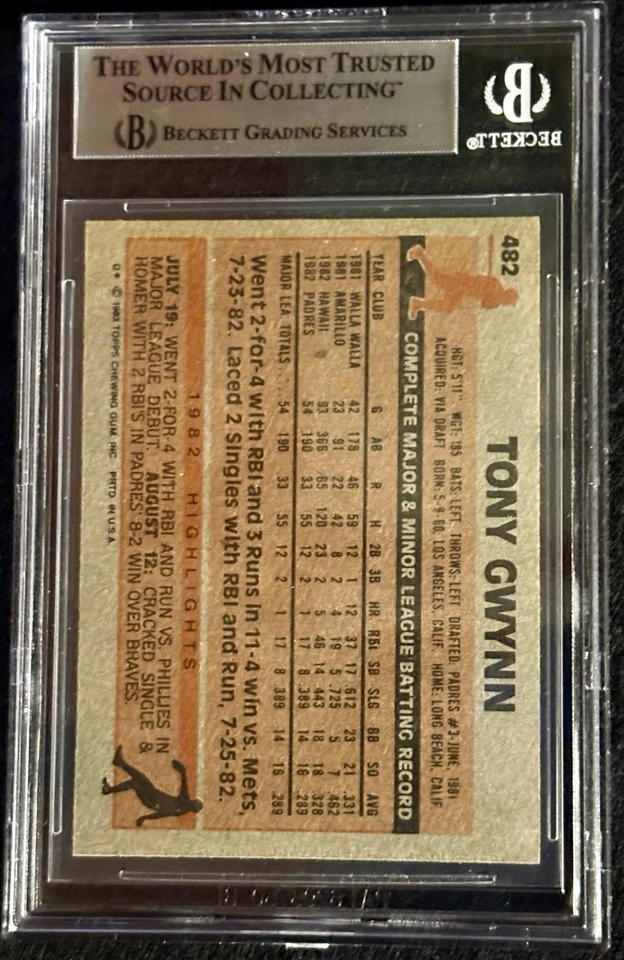 THE WORLD'S MOST TRUSTED
SOURCE IN COLLECTING™
B BECKETT GRADING SERVICES
B
BECKETT®
482
TONY GWYNN
HGT: 5'11" WGT: 185 BATS: LEFT THROWS: LEFT DRAFTED: PADRES #3-JUNE, 1981
ACQUIRED: VIA DRAFT BORN: 5-9-60, LOS ANGELES, CALIF. HOME: LONG BEACH, CALIF
COMPLETE MAJOR & MINOR LEAGUE BATTING RECORD
YEAR CLUB G AB R H 2B 3B HR RBI SB SLG BB SO AVG
1981 WALLA WALLA 42 178 46 59 12 1 12 37 17 .612 23 21 .331
1981 AMARILLO 23 91 22 42 8 2 4 19 5 .725 5 7 .462
1982 HAWAII 93 366 65 120 23 2 5 46 14 .443 18 18 .328
1982 PADRES 54 190 33 55 12 2 1 17 8 .389 14 16 .289
MAJOR LEA. TOTALS .... 54 190 33 55 12 2 1 17 8 .389 14 16 .289
Went 2-for-4 with RBI and 3 Runs in 11-4 win vs. Mets,
7-23-82. Laced 2 Singles with RBI and Run, 7-25-82.
1982 HIGHLIGHTS
JULY 19: WENT 2-FOR-4 WITH RBI AND RUN VS. PHILLIES IN
MAJOR LEAGUE DEBUT. AUGUST 12: CRACKED SINGLE &
HOMER WITH 2 RBI'S IN PADRES 8-2 WIN OVER BRAVES.
© 1983 TOPPS CHEWING GUM, INC. PRTD. IN U.S.A.